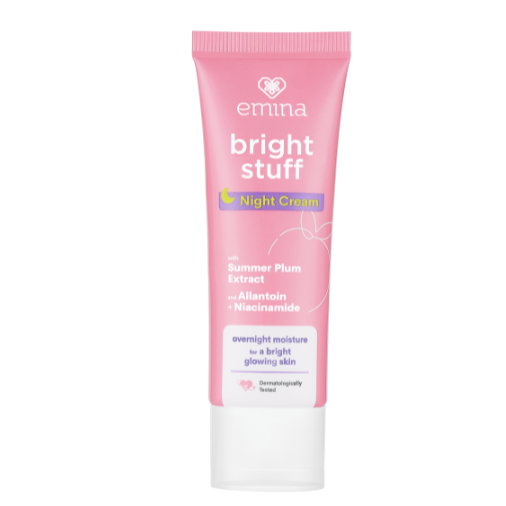 emina
bright
stuff
Night Cream
with
Summer Plum
Extract
and Allantoin
+ Niacinamide
overnight moisture
for a bright
glowing skin
Dermatologically
Tested